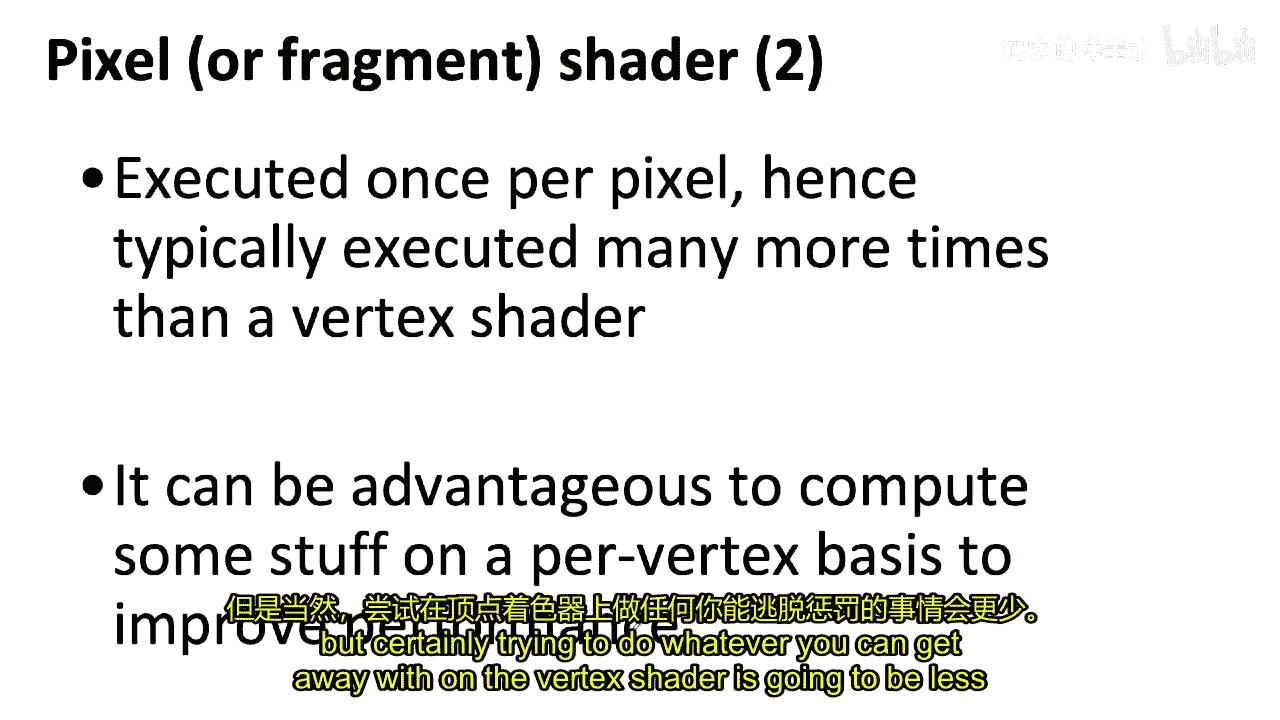 Pixel (or fragment) shader (2)
bilibili
•Executed once per pixel, hence
typically executed many more times
than a vertex shader
•It can be advantageous to compute
some stuff on a per-vertex basis to
improve performance
但是当然，尝试在顶点着色器上做任何你能逃脱惩罚的事情会更少。
but certainly trying to do whatever you can get
away with on the vertex shader is going to be less